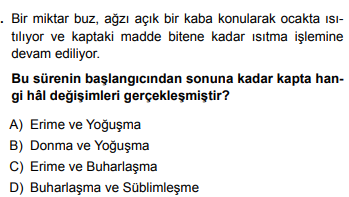 . Bir miktar buz, ağzı açık bir kaba konularak ocakta ısı-
tılıyor ve kaptaki madde bitene kadar ısıtma işlemine
devam ediliyor.
Bu sürenin başlangıcından sonuna kadar kapta han-
gi hâl değişimleri gerçekleşmiştir?
A) Erime ve Yoğuşma
B) Donma ve Yoğuşma
C) Erime ve Buharlaşma
D) Buharlaşma ve Süblimleşme